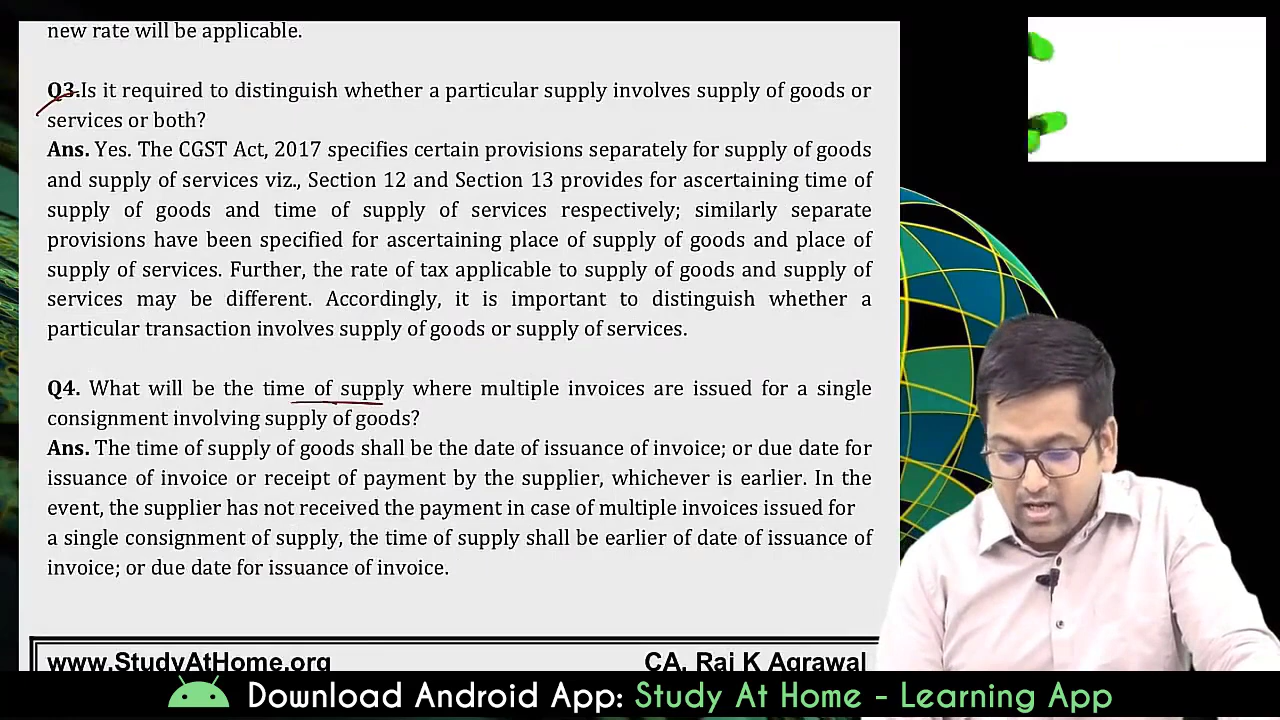 new rate will be applicable.
Q3.Is it required to distinguish whether a particular supply involves supply of goods or
services or both?
Ans. Yes. The CGST Act, 2017 specifies certain provisions separately for supply of goods
and supply of services viz., Section 12 and Section 13 provides for ascertaining time of
supply of goods and time of supply of services respectively; similarly separate
provisions have been specified for ascertaining place of supply of goods and place of
supply of services. Further, the rate of tax applicable to supply of goods and supply of
services may be different. Accordingly, it is important to distinguish whether a
particular transaction involves supply of goods or supply of services.
Q4. What will be the time of supply where multiple invoices are issued for a single
consignment involving supply of goods?
Ans. The time of supply of goods shall be the date of issuance of invoice; or due date for
issuance of invoice or receipt of payment by the supplier, whichever is earlier. In the
event, the supplier has not received the payment in case of multiple invoices issued for
a single consignment of supply, the time of supply shall be earlier of date of issuance of
invoice; or due date for issuance of invoice.
www.StudyAtHome.org CA. Raj K Agrawal
Download Android App: Study At Home - Learning App